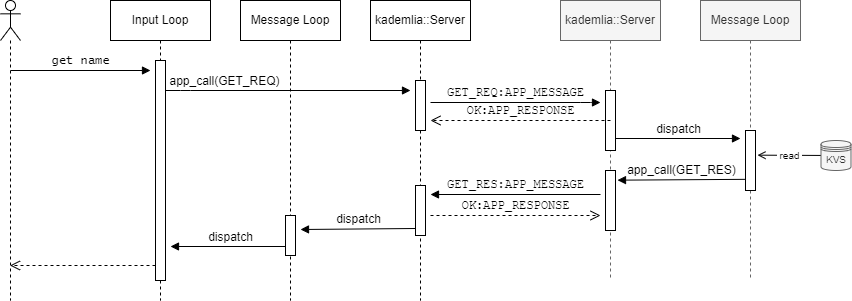 Input Loop
Message Loop
kademlia::Server
kademlia::Server
Message Loop
get name
app_call(GET_REQ)
GET_REQ:APP_MESSAGE
OK:APP_RESPONSE
dispatch
read
KVS
app_call(GET_RES)
GET_RES:APP_MESSAGE
OK:APP_RESPONSE
dispatch
dispatch